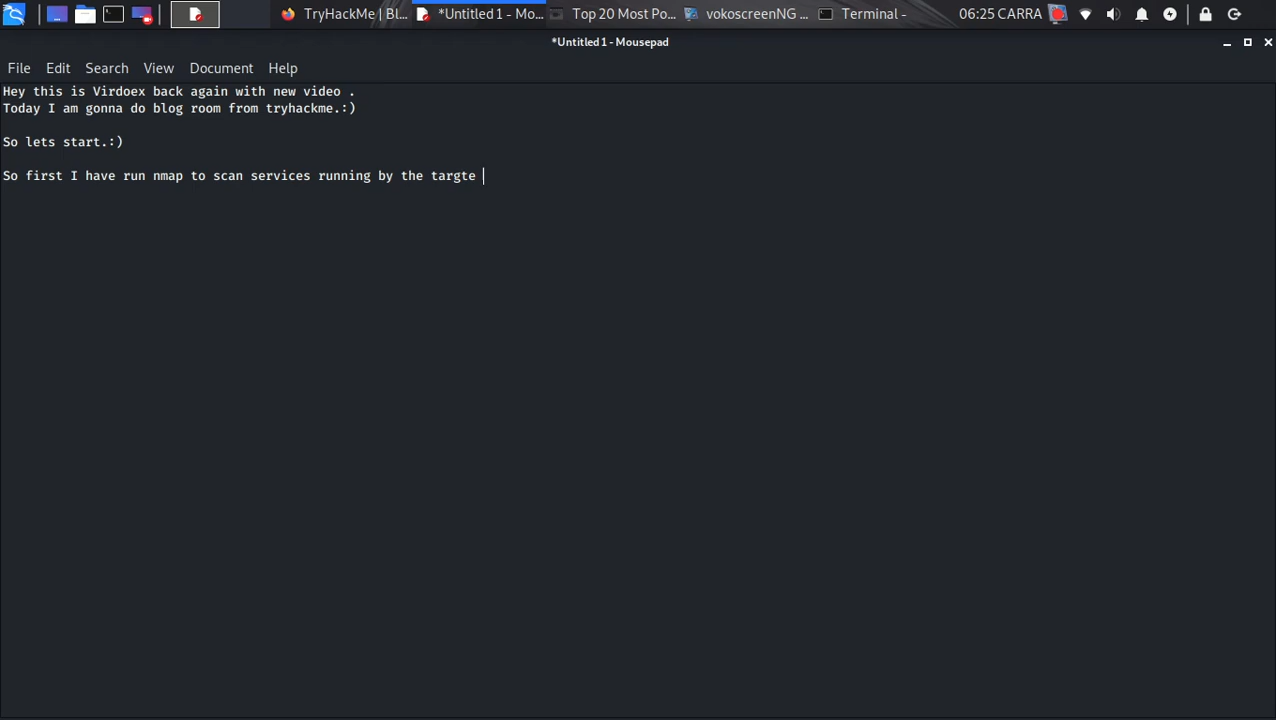 TryHackMe | Bl...
*Untitled 1 - Mo...
Top 20 Most Po...
vokoscreenNG ...
Terminal -
06:25 CARRA
*Untitled 1 - Mousepad
File Edit Search View Document Help
Hey this is Virdoex back again with new video .
Today I am gonna do blog room from tryhackme.:)
So lets start.:)
So first I have run nmap to scan services running by the targte